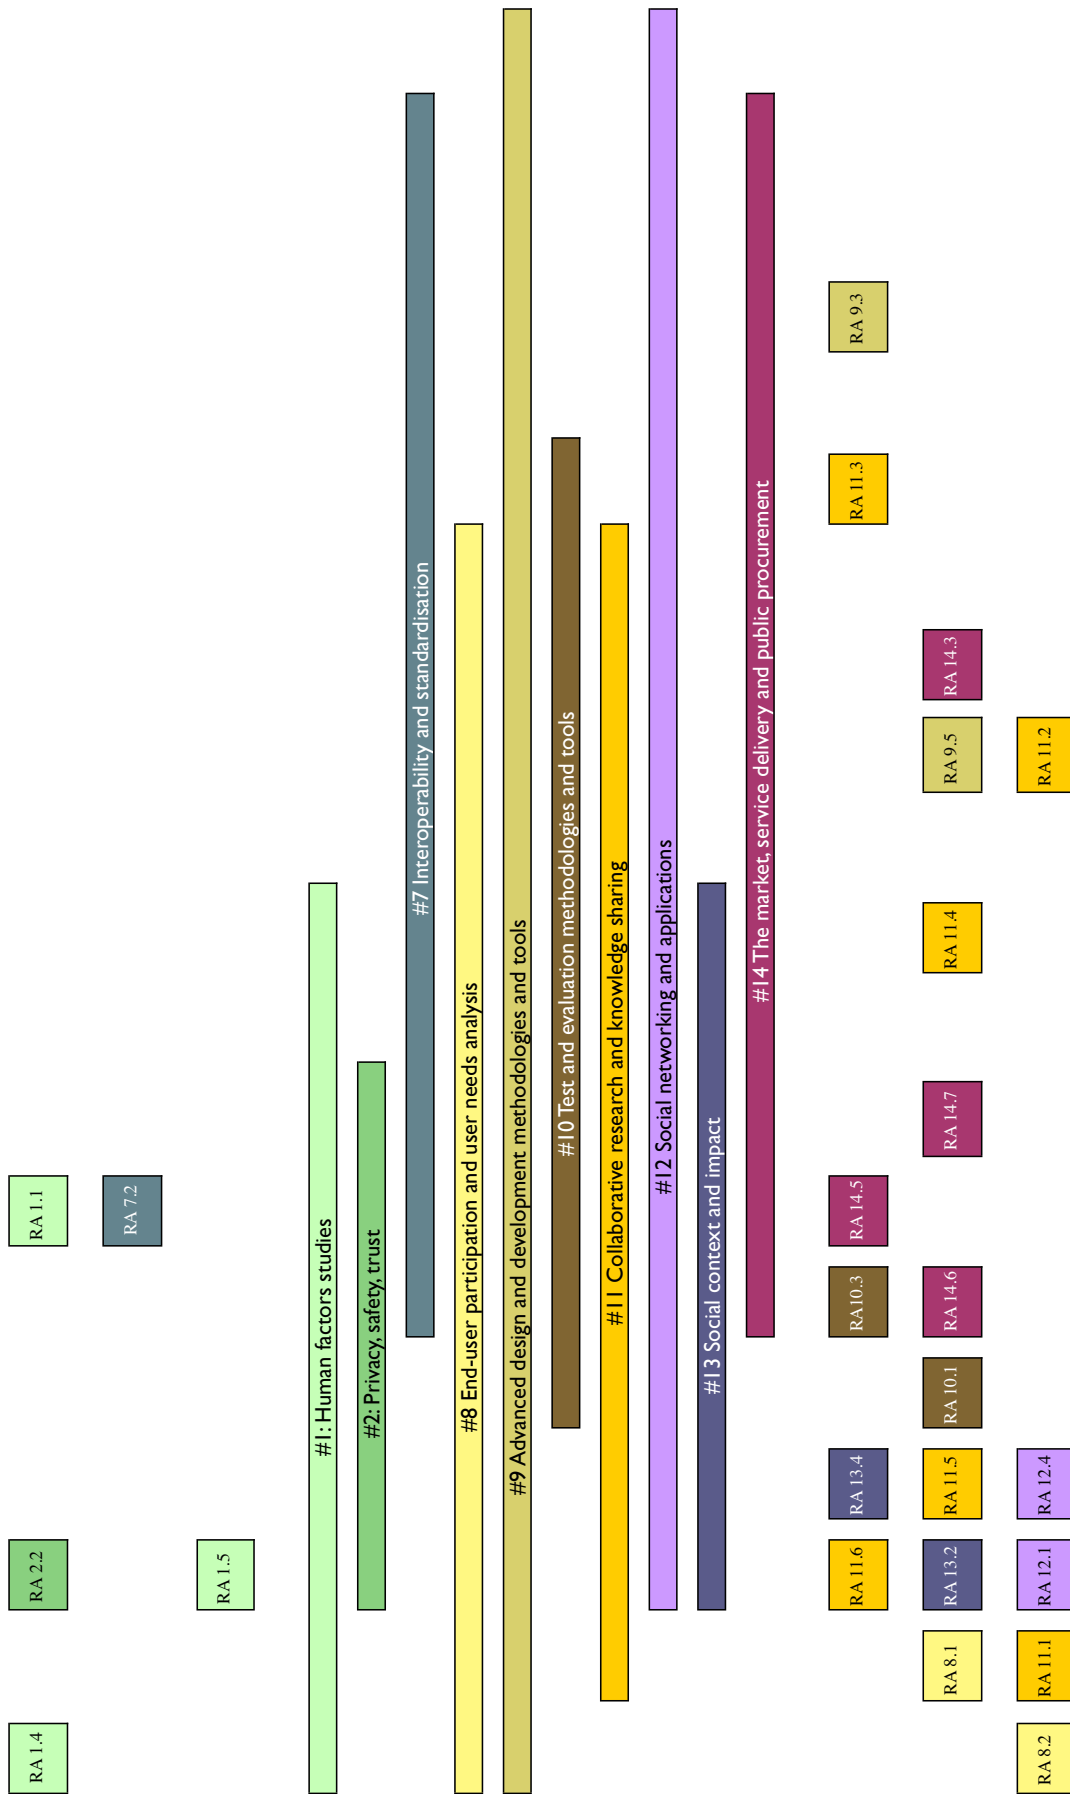 RA 1.4
RA 2.2
RA 1.1
RA 7.2
RA 1.5
#1: Human factors studies
#2: Privacy, safety, trust
#7 Interoperability and standardisation
#8 End-user participation and user needs analysis
#9 Advanced design and development methodologies and tools
#10 Test and evaluation methodologies and tools
#11 Collaborative research and knowledge sharing
#12 Social networking and applications
#13 Social context and impact
#14 The market, service delivery and public procurement
RA 11.6
RA 13.4
RA10.3
RA 14.5
RA 11.3
RA 9.3
RA 8.1
RA 13.2
RA 11.5
RA 10.1
RA 14.6
RA 14.7
RA 11.4
RA 9.5
RA 14.3
RA 8.2
RA 11.1
RA 12.1
RA 12.4
RA 11.2